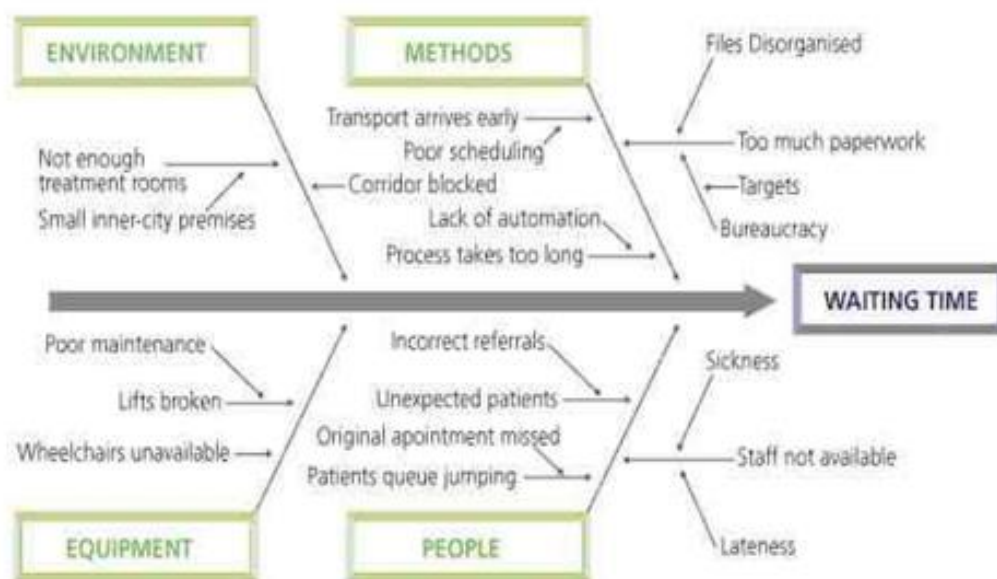 ENVIRONMENT
METHODS
Files Disorganised
Transport arrives early
Poor scheduling
Too much paperwork
Not enough
treatment rooms
Corridor blocked
Targets
Small inner-city premises
Lack of automation
Bureaucracy
Process takes too long
WAITING TIME
Poor maintenance
Incorrect referrals
Sickness
Lifts broken
Unexpected patients
Original apointment missed
Wheelchairs unavailable
Staff not available
Patients queue jumping
EQUIPMENT
PEOPLE
Lateness